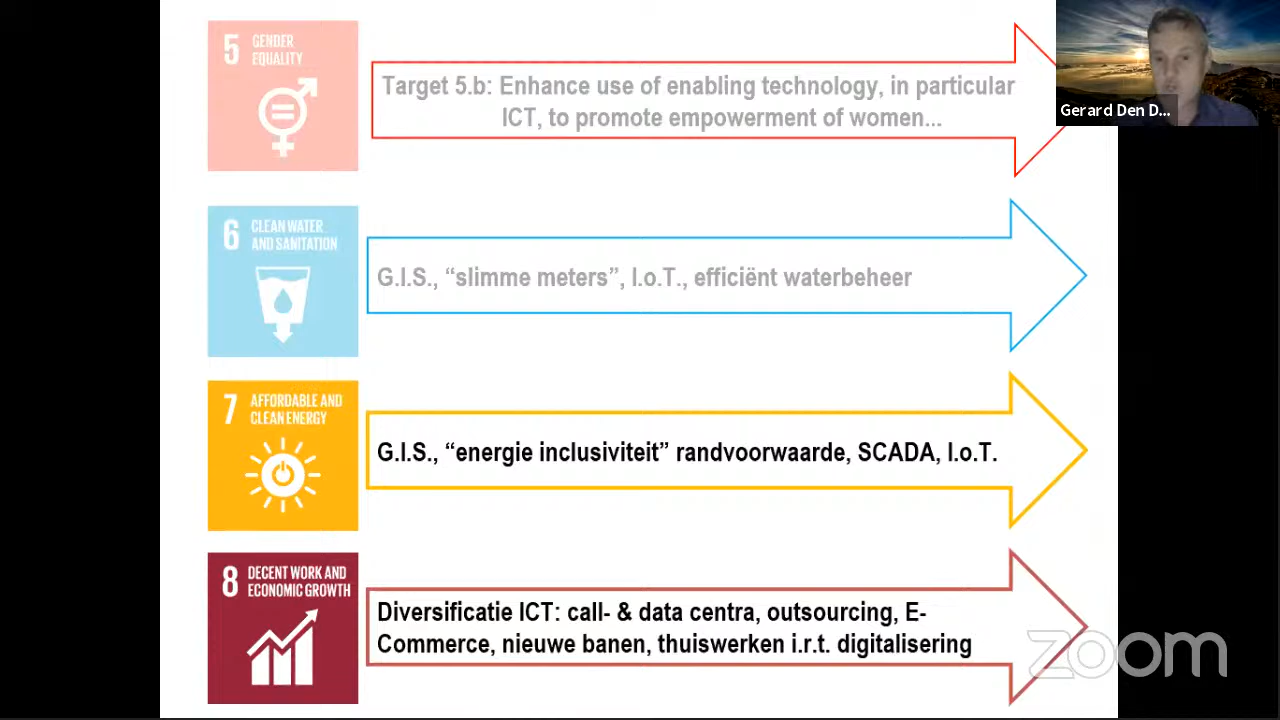 5 GENDER
EQUALITY
Target 5.b: Enhance use of enabling technology, in particular
ICT, to promote empowerment of women...
Gerard Den D...
6 CLEAN WATER
AND SANITATION
G.I.S., “slimme meters”, I.o.T., efficiënt waterbeheer
7 AFFORDABLE AND
CLEAN ENERGY
G.I.S., “energie inclusiviteit” randvoorwaarde, SCADA, I.o.T.
8 DECENT WORK AND
ECONOMIC GROWTH
Diversificatie ICT: call- & data centra, outsourcing, E-
Commerce, nieuwe banen, thuiswerken i.r.t. digitalisering
zoom